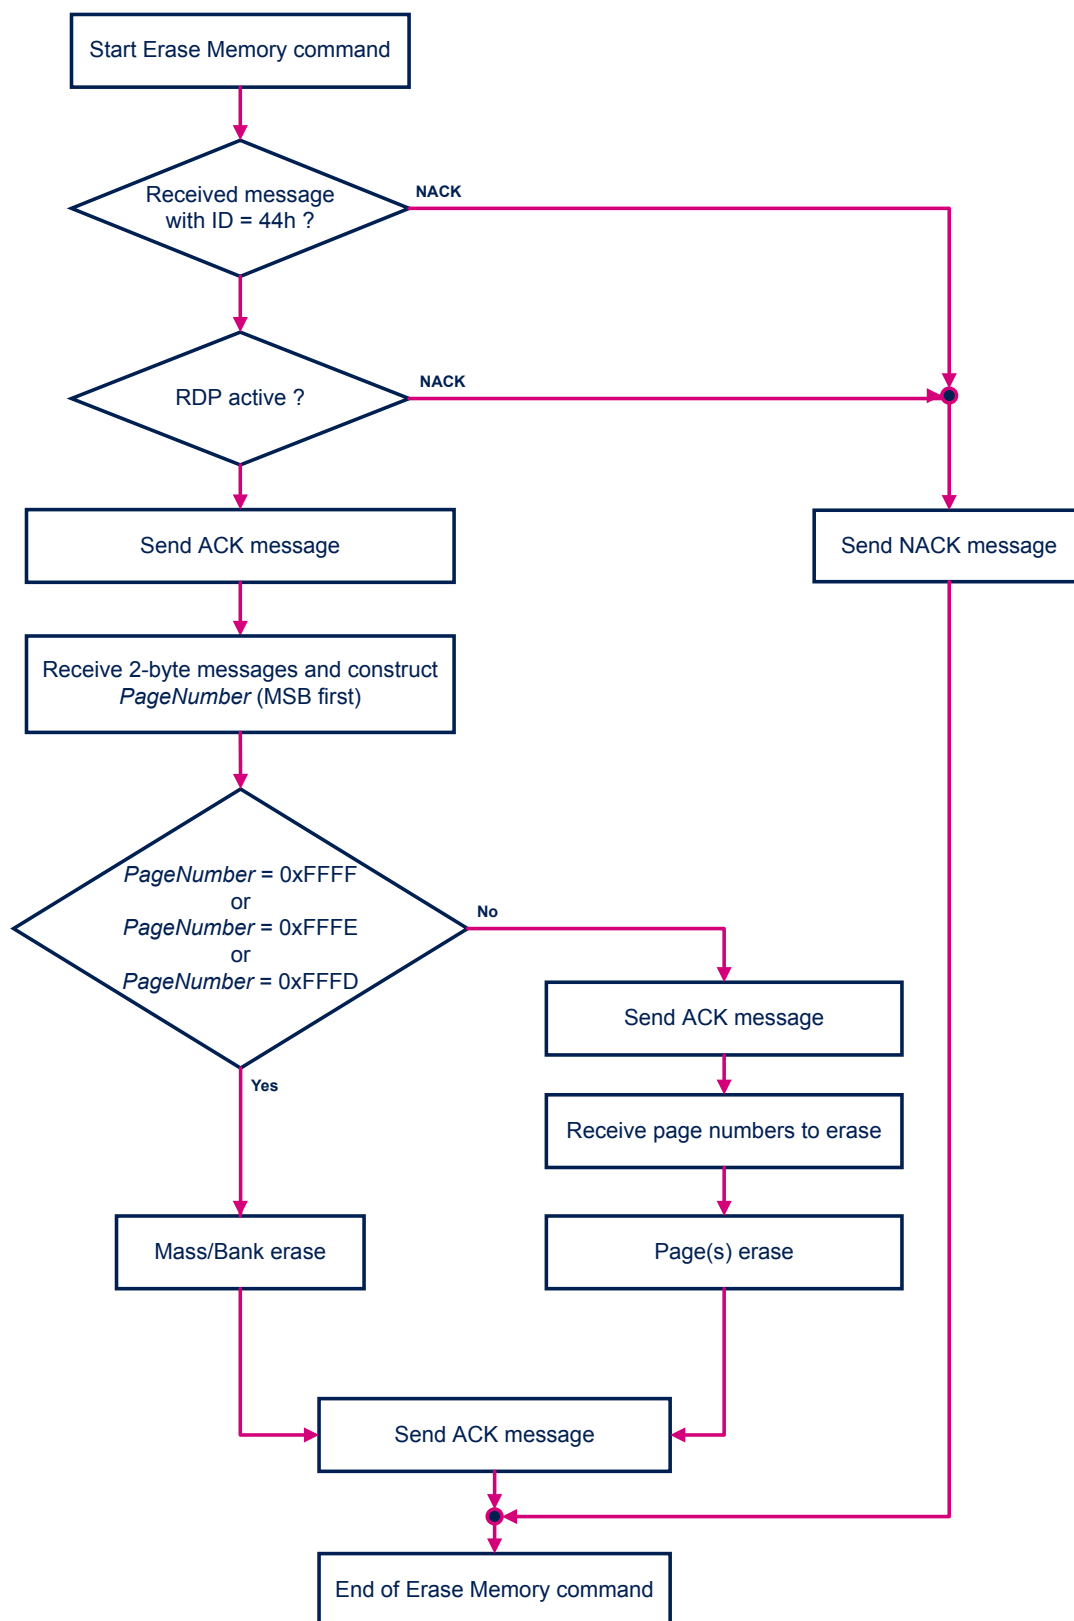 Start Erase Memory command
Received message
with ID = 44h ?
NACK
RDP active ?
NACK
Send ACK message
Send NACK message
Receive 2-byte messages and construct
PageNumber (MSB first)
PageNumber = 0xFFFF
or
PageNumber = 0xFFFE
or
PageNumber = 0xFFFD
No
Yes
Send ACK message
Receive page numbers to erase
Mass/Bank erase
Page(s) erase
Send ACK message
End of Erase Memory command